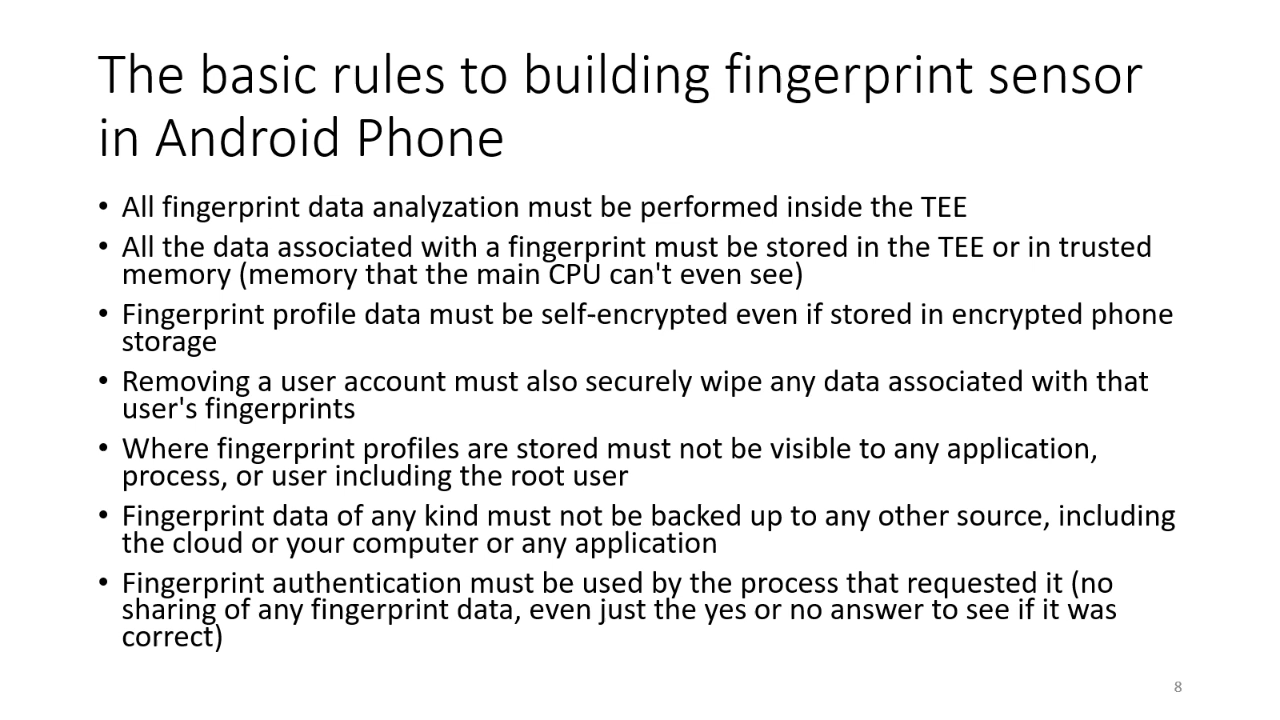 The basic rules to building fingerprint sensor
in Android Phone
• All fingerprint data analyzation must be performed inside the TEE
• All the data associated with a fingerprint must be stored in the TEE or in trusted
memory (memory that the main CPU can't even see)
• Fingerprint profile data must be self-encrypted even if stored in encrypted phone
storage
• Removing a user account must also securely wipe any data associated with that
user's fingerprints
• Where fingerprint profiles are stored must not be visible to any application,
process, or user including the root user
• Fingerprint data of any kind must not be backed up to any other source, including
the cloud or your computer or any application
• Fingerprint authentication must be used by the process that requested it (no
sharing of any fingerprint data, even just the yes or no answer to see if it was
correct)
8